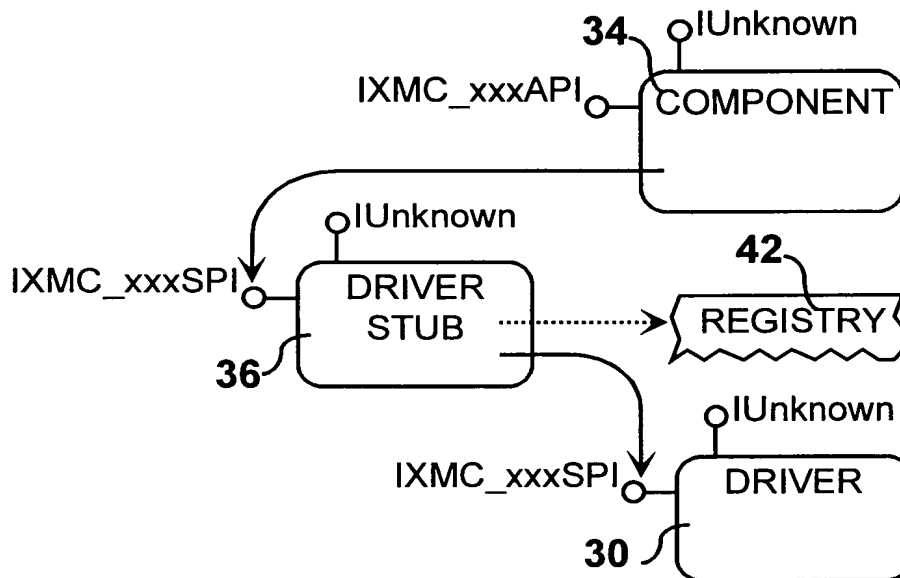 34
IUnknown
IXMC_xxxAPI
COMPONENT
IUnknown
IXMC_xxxSPI
DRIVER
STUB
36
42
REGISTRY
IUnknown
IXMC_xxxSPI
DRIVER
30